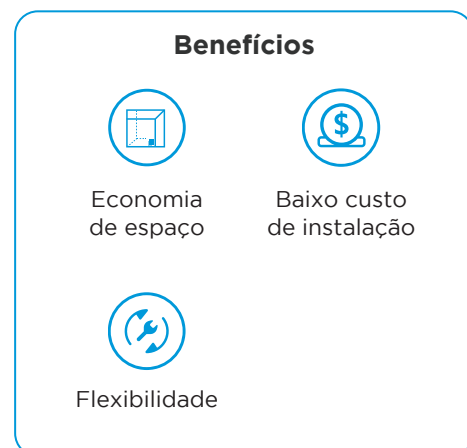 Benefícios
$
Economia
de espaço
$
Baixo custo
de instalação
Flexibilidade